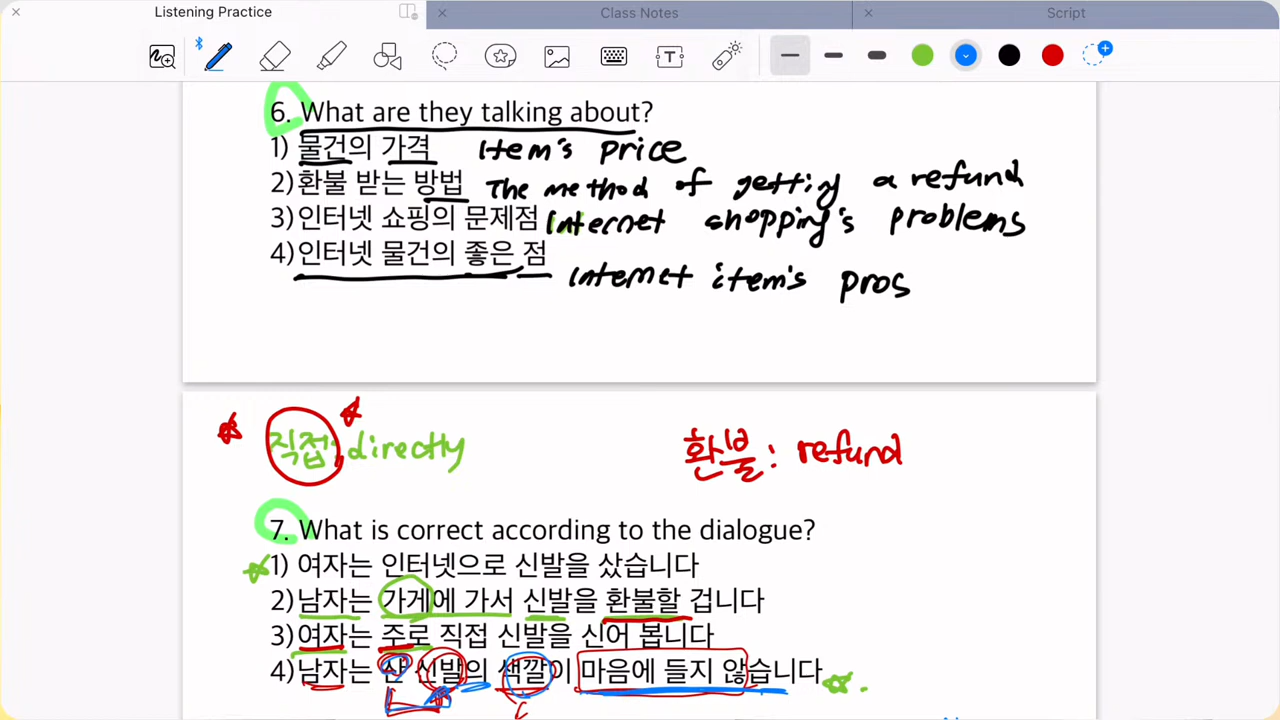 Listening Practice
Class Notes
Script
6. What are they talking about?
1) 물건의 가격 Item's price
2)환불 받는 방법 The method of getting a refund
3)인터넷 쇼핑의 문제점 Internet shopping's problems
4)인터넷 물건의 좋은 점
Internet item's pros
직접: directly 환불: refund
7. What is correct according to the dialogue?
1) 여자는 인터넷으로 신발을 샀습니다
2)남자는 가게에 가서 신발을 환불할 겁니다
3)여자는 주로 직접 신발을 신어 봅니다
4)남자는 산 신발의 색깔이 마음에 들지 않습니다